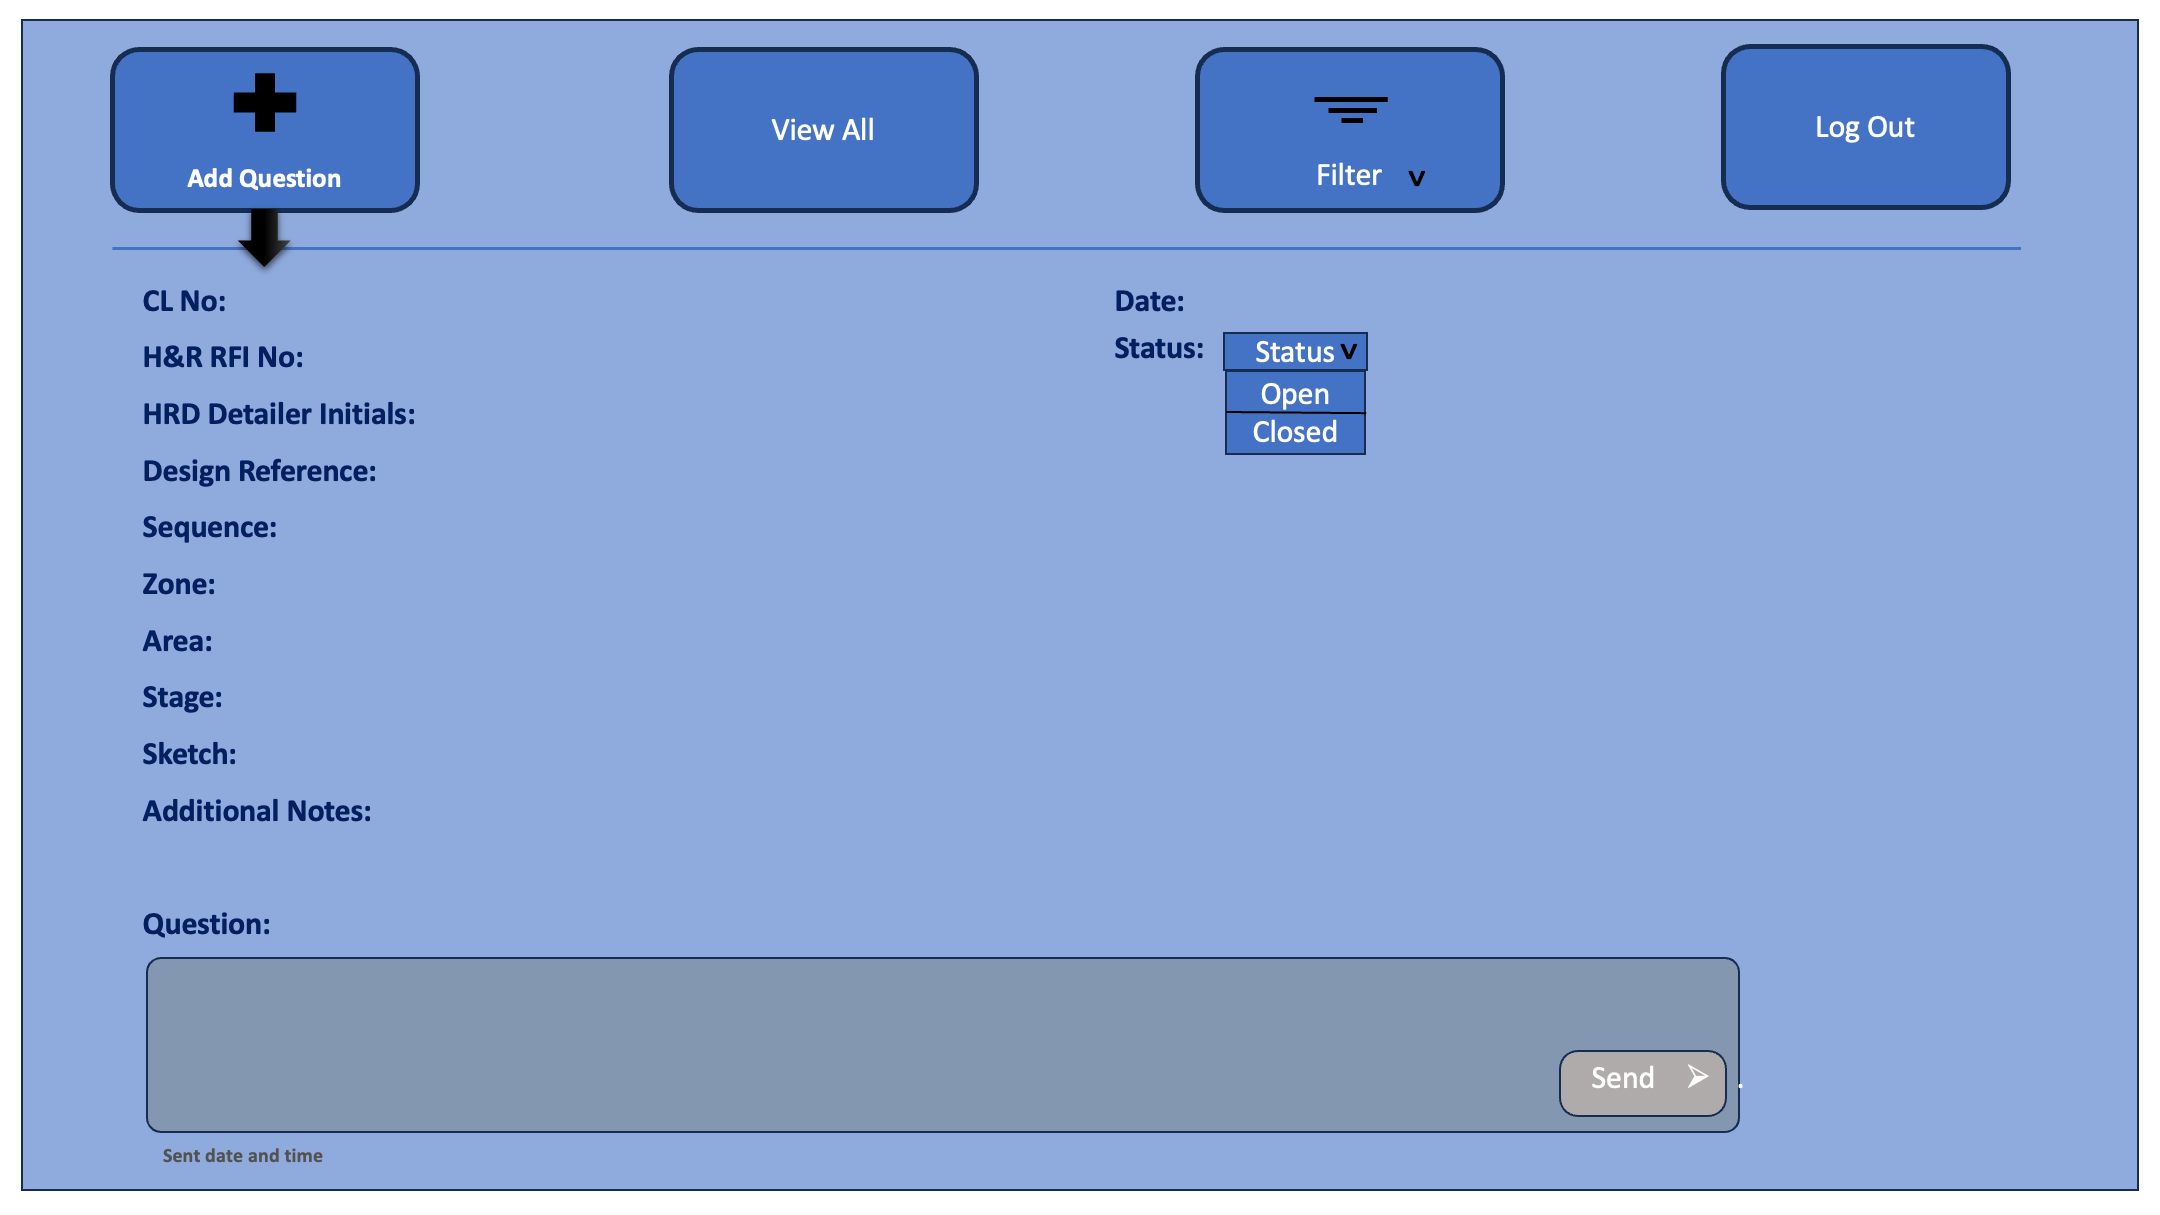 Add Question
View All
Filter v
Log Out
CL No:
Date:
H&R RFI No:
Status:
Status v
Open
Closed
HRD Detailer Initials:
Design Reference:
Sequence:
Zone:
Area:
Stage:
Sketch:
Additional Notes:
Question:
Send ➢ .
Sent date and time